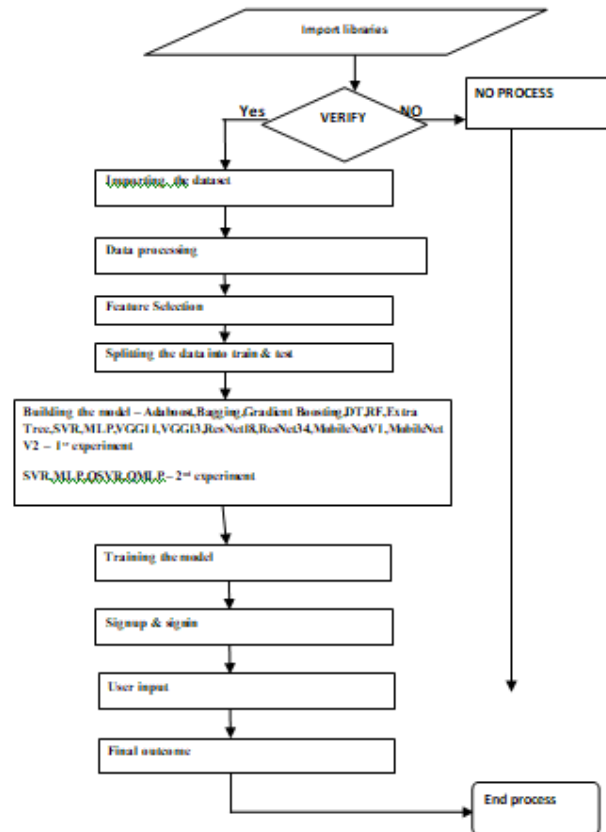 Import libraries
NO PROCESS
Yes
VERIFY
NO
Importing the dataset
Data processing
Feature Selection
Splitting the data into train & test
Building the model – Adaboost,Bagging,Gradient Boosting,DT,RF,Extra
Tree,SVR,MLP,VGG11,VGG13,ResNet18,ResNet34,MobileNetV1,MobileNet
V2 – 1st experiment
SVR,MLP,QSVR,QMLP – 2nd experiment
Training the model
Signup & signin
User input
Final outcome
End process